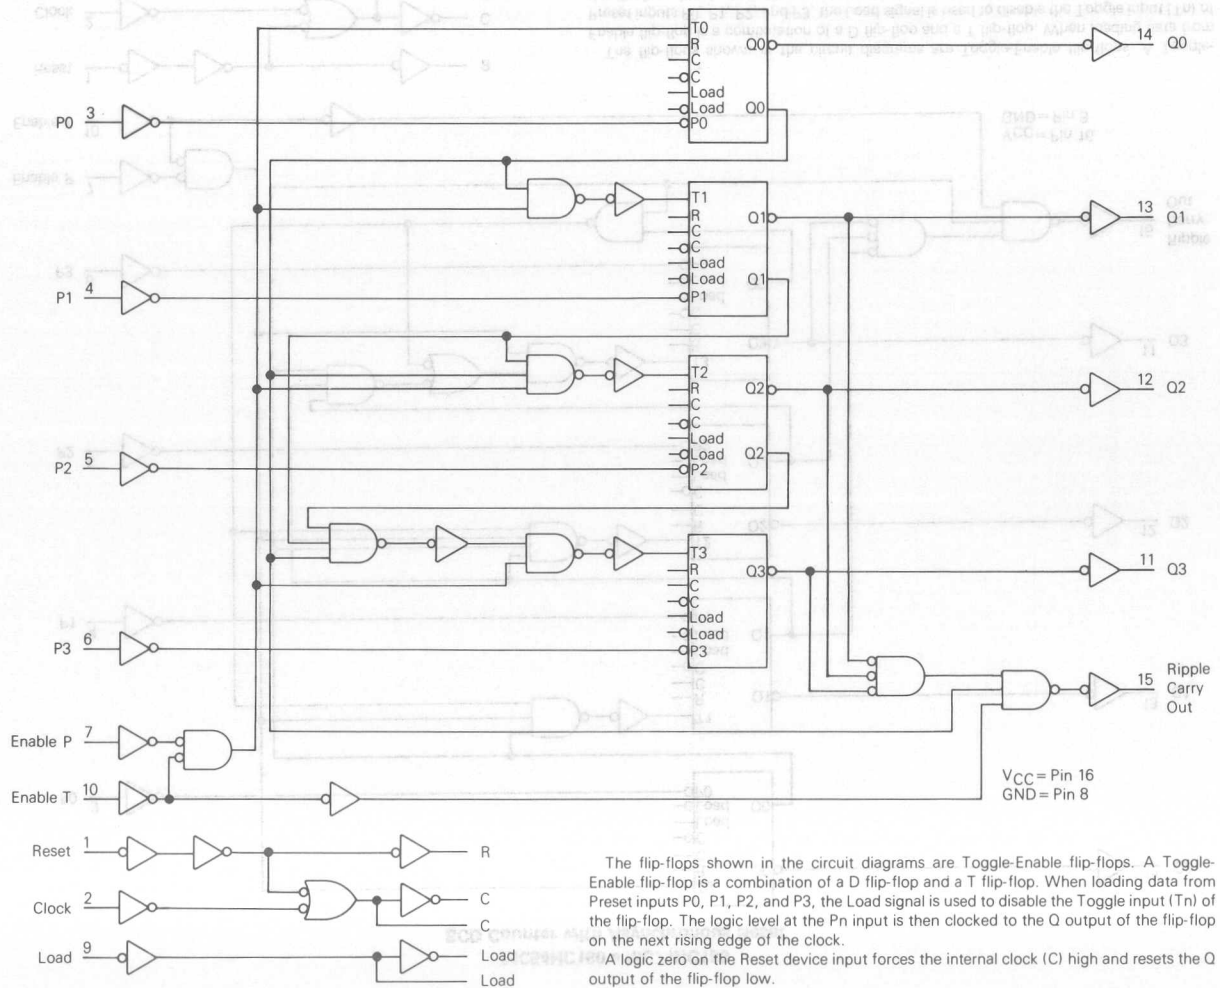 T0
R
C
C
Load
Load
P0
Q0
Q0
14 Q0
P0 3
T1
R
C
C
Load
Load
P1
Q1
Q1
13 Q1
P1 4
T2
R
C
C
Load
Load
P2
Q2
Q2
12 Q2
P2 5
T3
R
C
C
Load
Load
P3
Q3
11 Q3
P3 6
15 Ripple
Carry
Out
Enable P 7
Enable T 10
VCC = Pin 16
GND = Pin 8
Reset 1
R
Clock 2
C
C
Load 9
Load
Load
The flip-flops shown in the circuit diagrams are Toggle-Enable flip-flops. A Toggle-
Enable flip-flop is a combination of a D flip-flop and a T flip-flop. When loading data from
Preset inputs P0, P1, P2, and P3, the Load signal is used to disable the Toggle input (Tn) of
the flip-flop. The logic level at the Pn input is then clocked to the Q output of the flip-flop
on the next rising edge of the clock.
A logic zero on the Reset device input forces the internal clock (C) high and resets the Q
output of the flip-flop low.